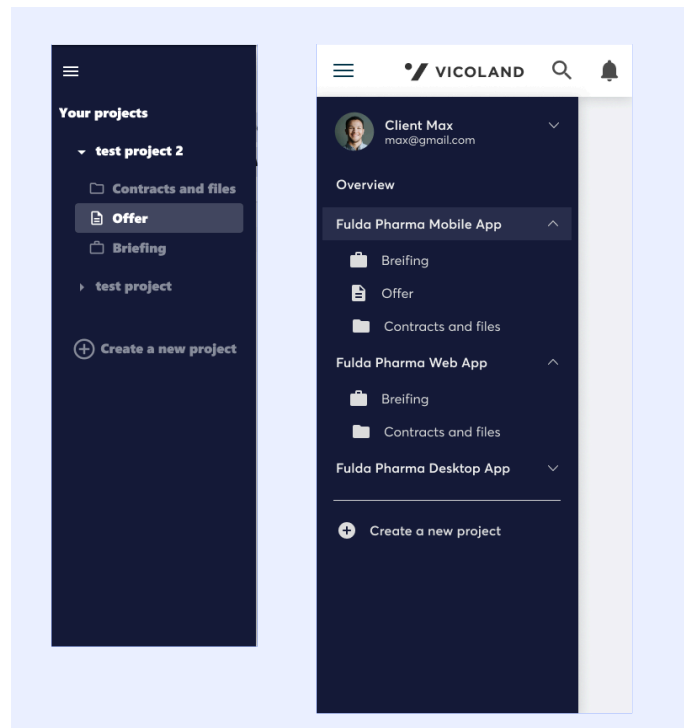 Your projects
test project 2
Contracts and files
Offer
Briefing
test project
Create a new project
VICOLAND
Client Max
max@gmail.com
Overview
Fulda Pharma Mobile App
Breifing
Offer
Contracts and files
Fulda Pharma Web App
Breifing
Contracts and files
Fulda Pharma Desktop App
Create a new project